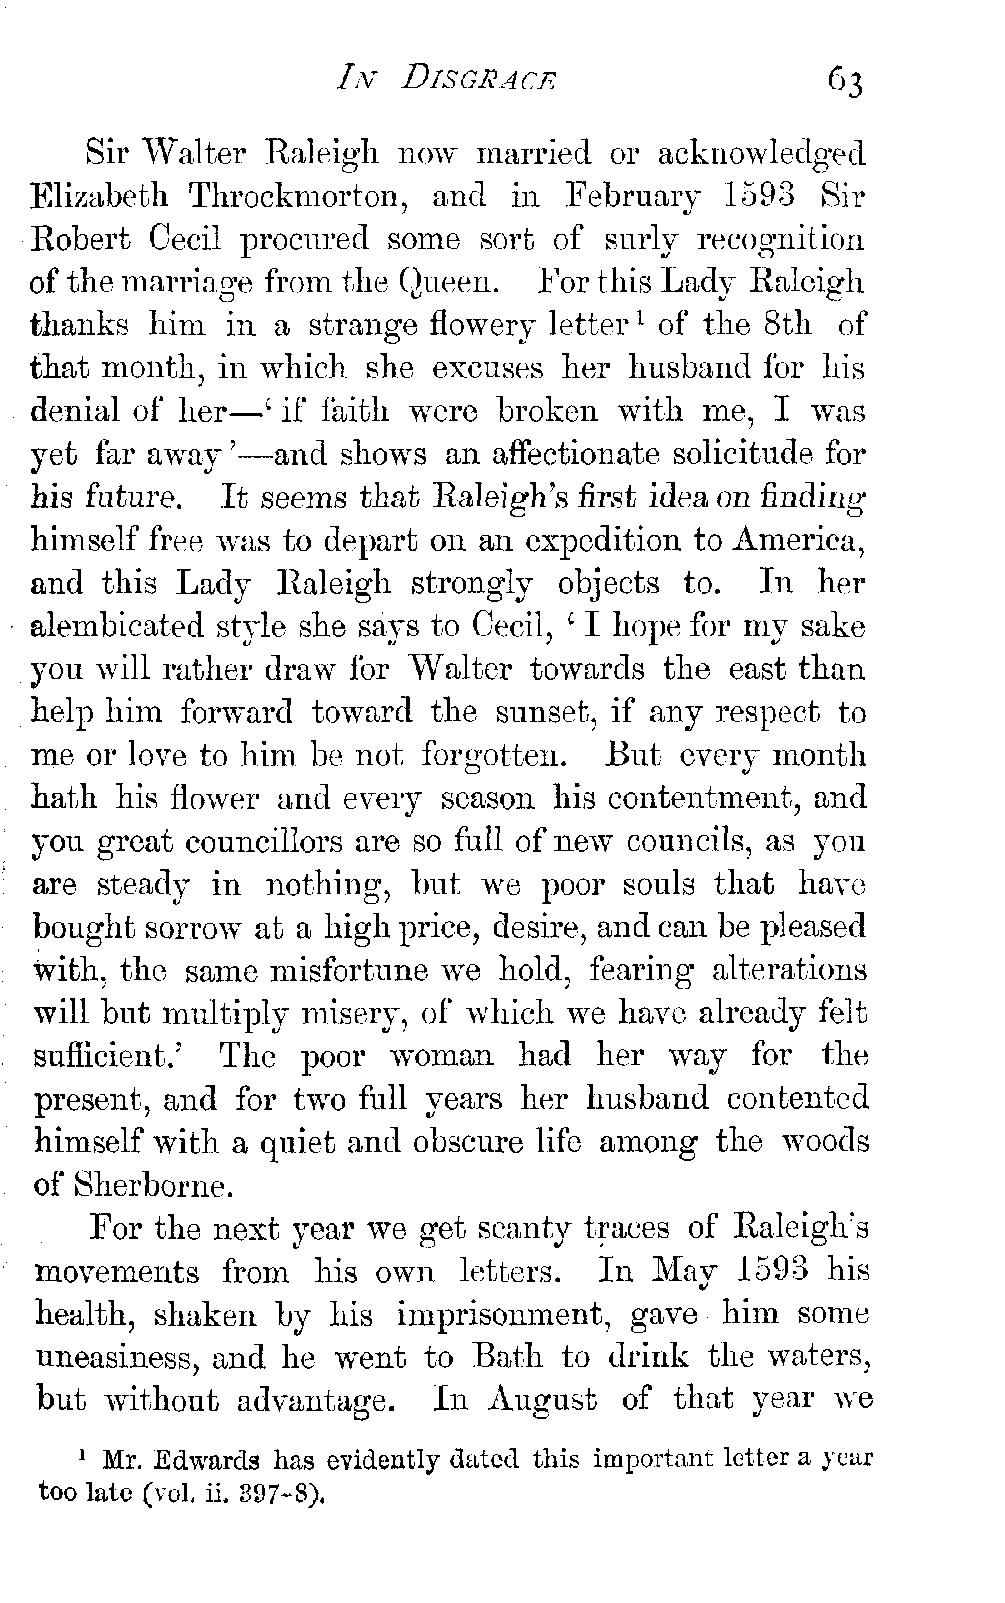 In Disgrace 63
Sir Walter Raleigh now married or acknowledged
Elizabeth Throckmorton, and in February 1593 Sir
Robert Cecil procured some sort of surly recognition
of the marriage from the Queen. For this Lady Raleigh
thanks him in a strange flowery letter¹ of the 8th of
that month, in which she excuses her husband for his
denial of her—‘ if faith were broken with me, I was
yet far away ’—and shows an affectionate solicitude for
his future. It seems that Raleigh's first idea on finding
himself free was to depart on an expedition to America,
and this Lady Raleigh strongly objects to. In her
alembicated style she says to Cecil, ‘ I hope for my sake
you will rather draw for Walter towards the east than
help him forward toward the sunset, if any respect to
me or love to him be not forgotten. But every month
hath his flower and every season his contentment, and
you great councillors are so full of new councils, as you
are steady in nothing, but we poor souls that have
bought sorrow at a high price, desire, and can be pleased
with, the same misfortune we hold, fearing alterations
will but multiply misery, of which we have already felt
sufficient.’ The poor woman had her way for the
present, and for two full years her husband contented
himself with a quiet and obscure life among the woods
of Sherborne.
For the next year we get scanty traces of Raleigh's
movements from his own letters. In May 1593 his
health, shaken by his imprisonment, gave him some
uneasiness, and he went to Bath to drink the waters,
but without advantage. In August of that year we
¹ Mr. Edwards has evidently dated this important letter a year
too late (vol. ii. 397-8).